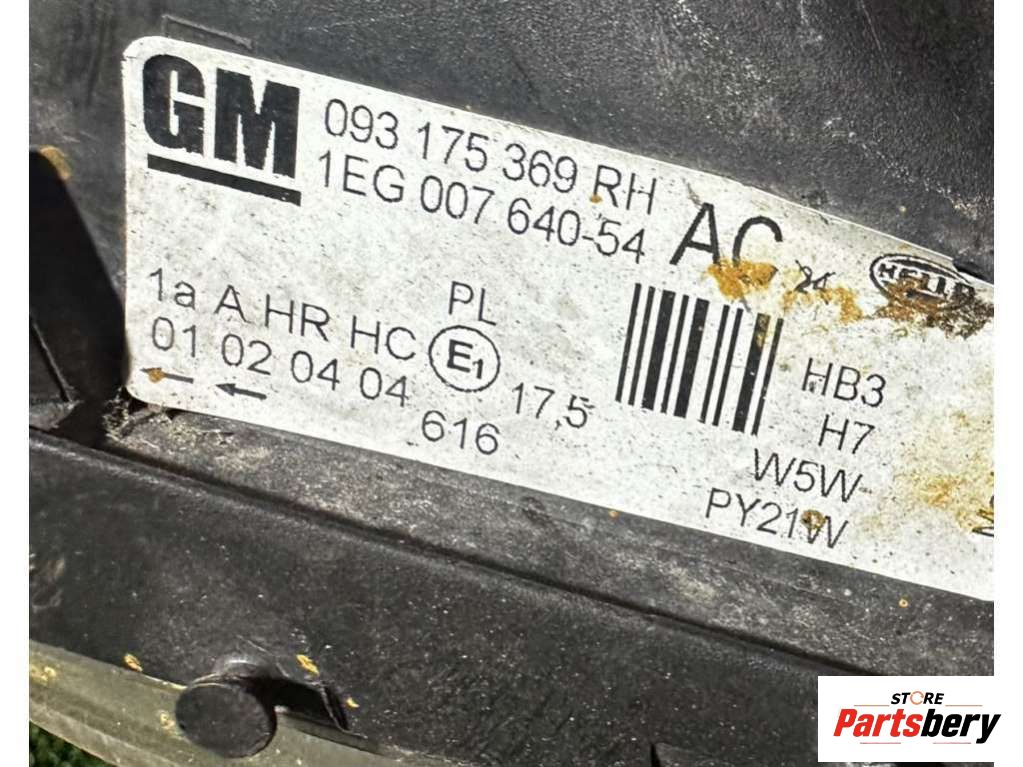 GM
093 175 369 RH
1EG 007 640-54
AC
24
HELLA
1a A HR HC
PL
E1
01 02 04 04
17,5
616
HB3
H7
W5W
PY21W
STORE
Partsbery